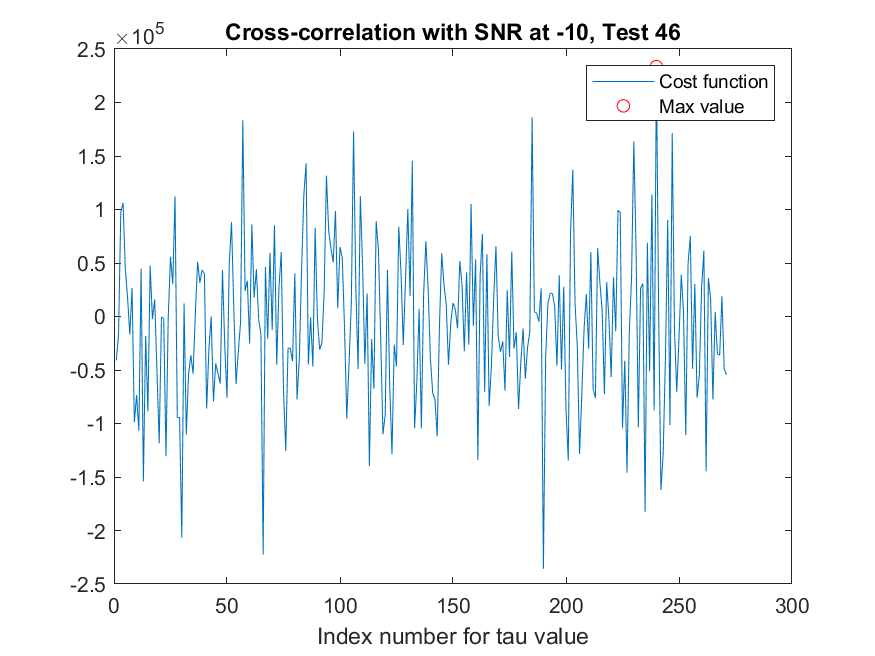 ×10⁵
Cross-correlation with SNR at -10, Test 46
2.5
2
1.5
1
0.5
0
-0.5
-1
-1.5
-2
-2.5
Cost function
Max value
0 50 100 150 200 250 300
Index number for tau value